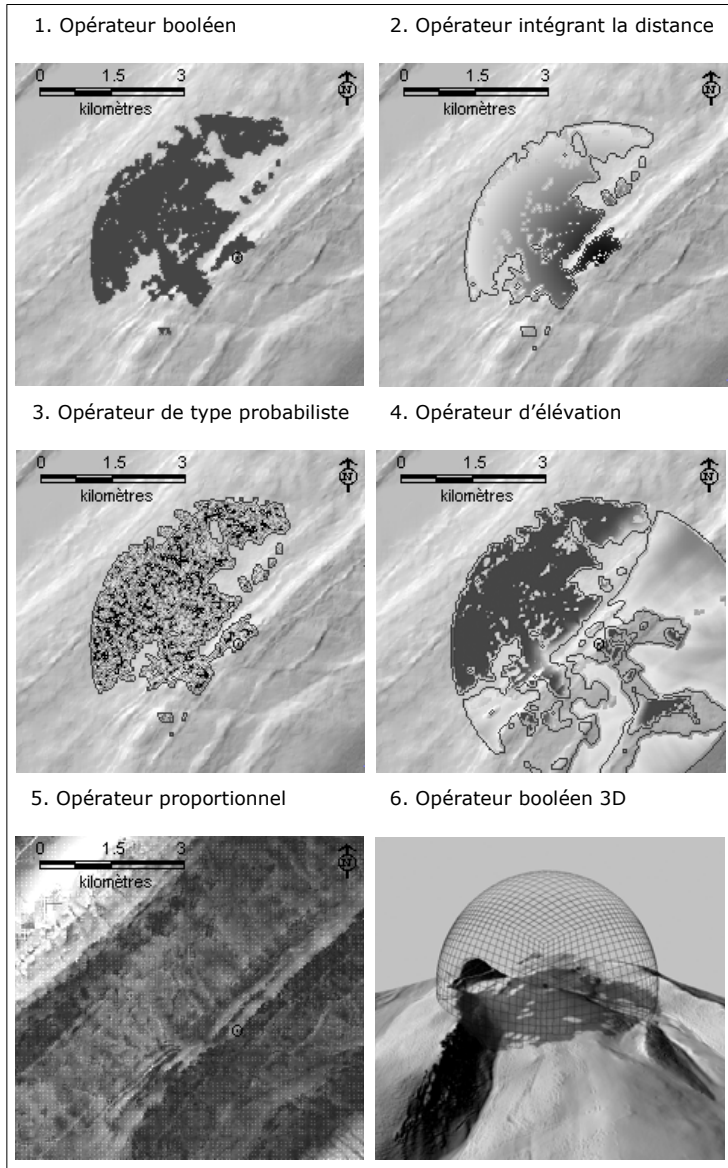 1. Opérateur booléen
2. Opérateur intégrant la distance
0 1.5 3
kilomètres
N
0 1.5 3
kilomètres
N
3. Opérateur de type probabiliste
4. Opérateur d'élévation
0 1.5 3
kilomètres
N
0 1.5 3
kilomètres
N
5. Opérateur proportionnel
6. Opérateur booléen 3D
0 1.5 3
kilomètres
N